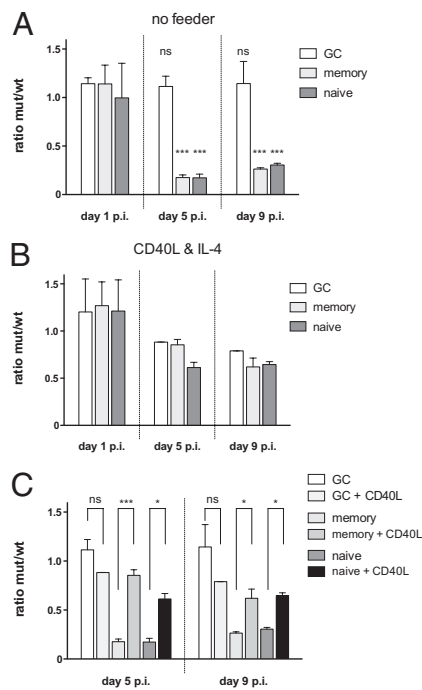 A
no feeder
ratio mut/wt
1.5
1.0
0.5
0
ns
ns
*** ***
*** ***
day 1 p.i.
day 5 p.i.
day 9 p.i.
GC
memory
naive
B
CD40L & IL-4
ratio mut/wt
1.5
1.0
0.5
0
day 1 p.i.
day 5 p.i.
day 9 p.i.
GC
memory
naive
C
ratio mut/wt
1.5
1.0
0.5
0
ns
***
*
ns
*
*
day 5 p.i.
day 9 p.i.
GC
GC + CD40L
memory
memory + CD40L
naive
naive + CD40L